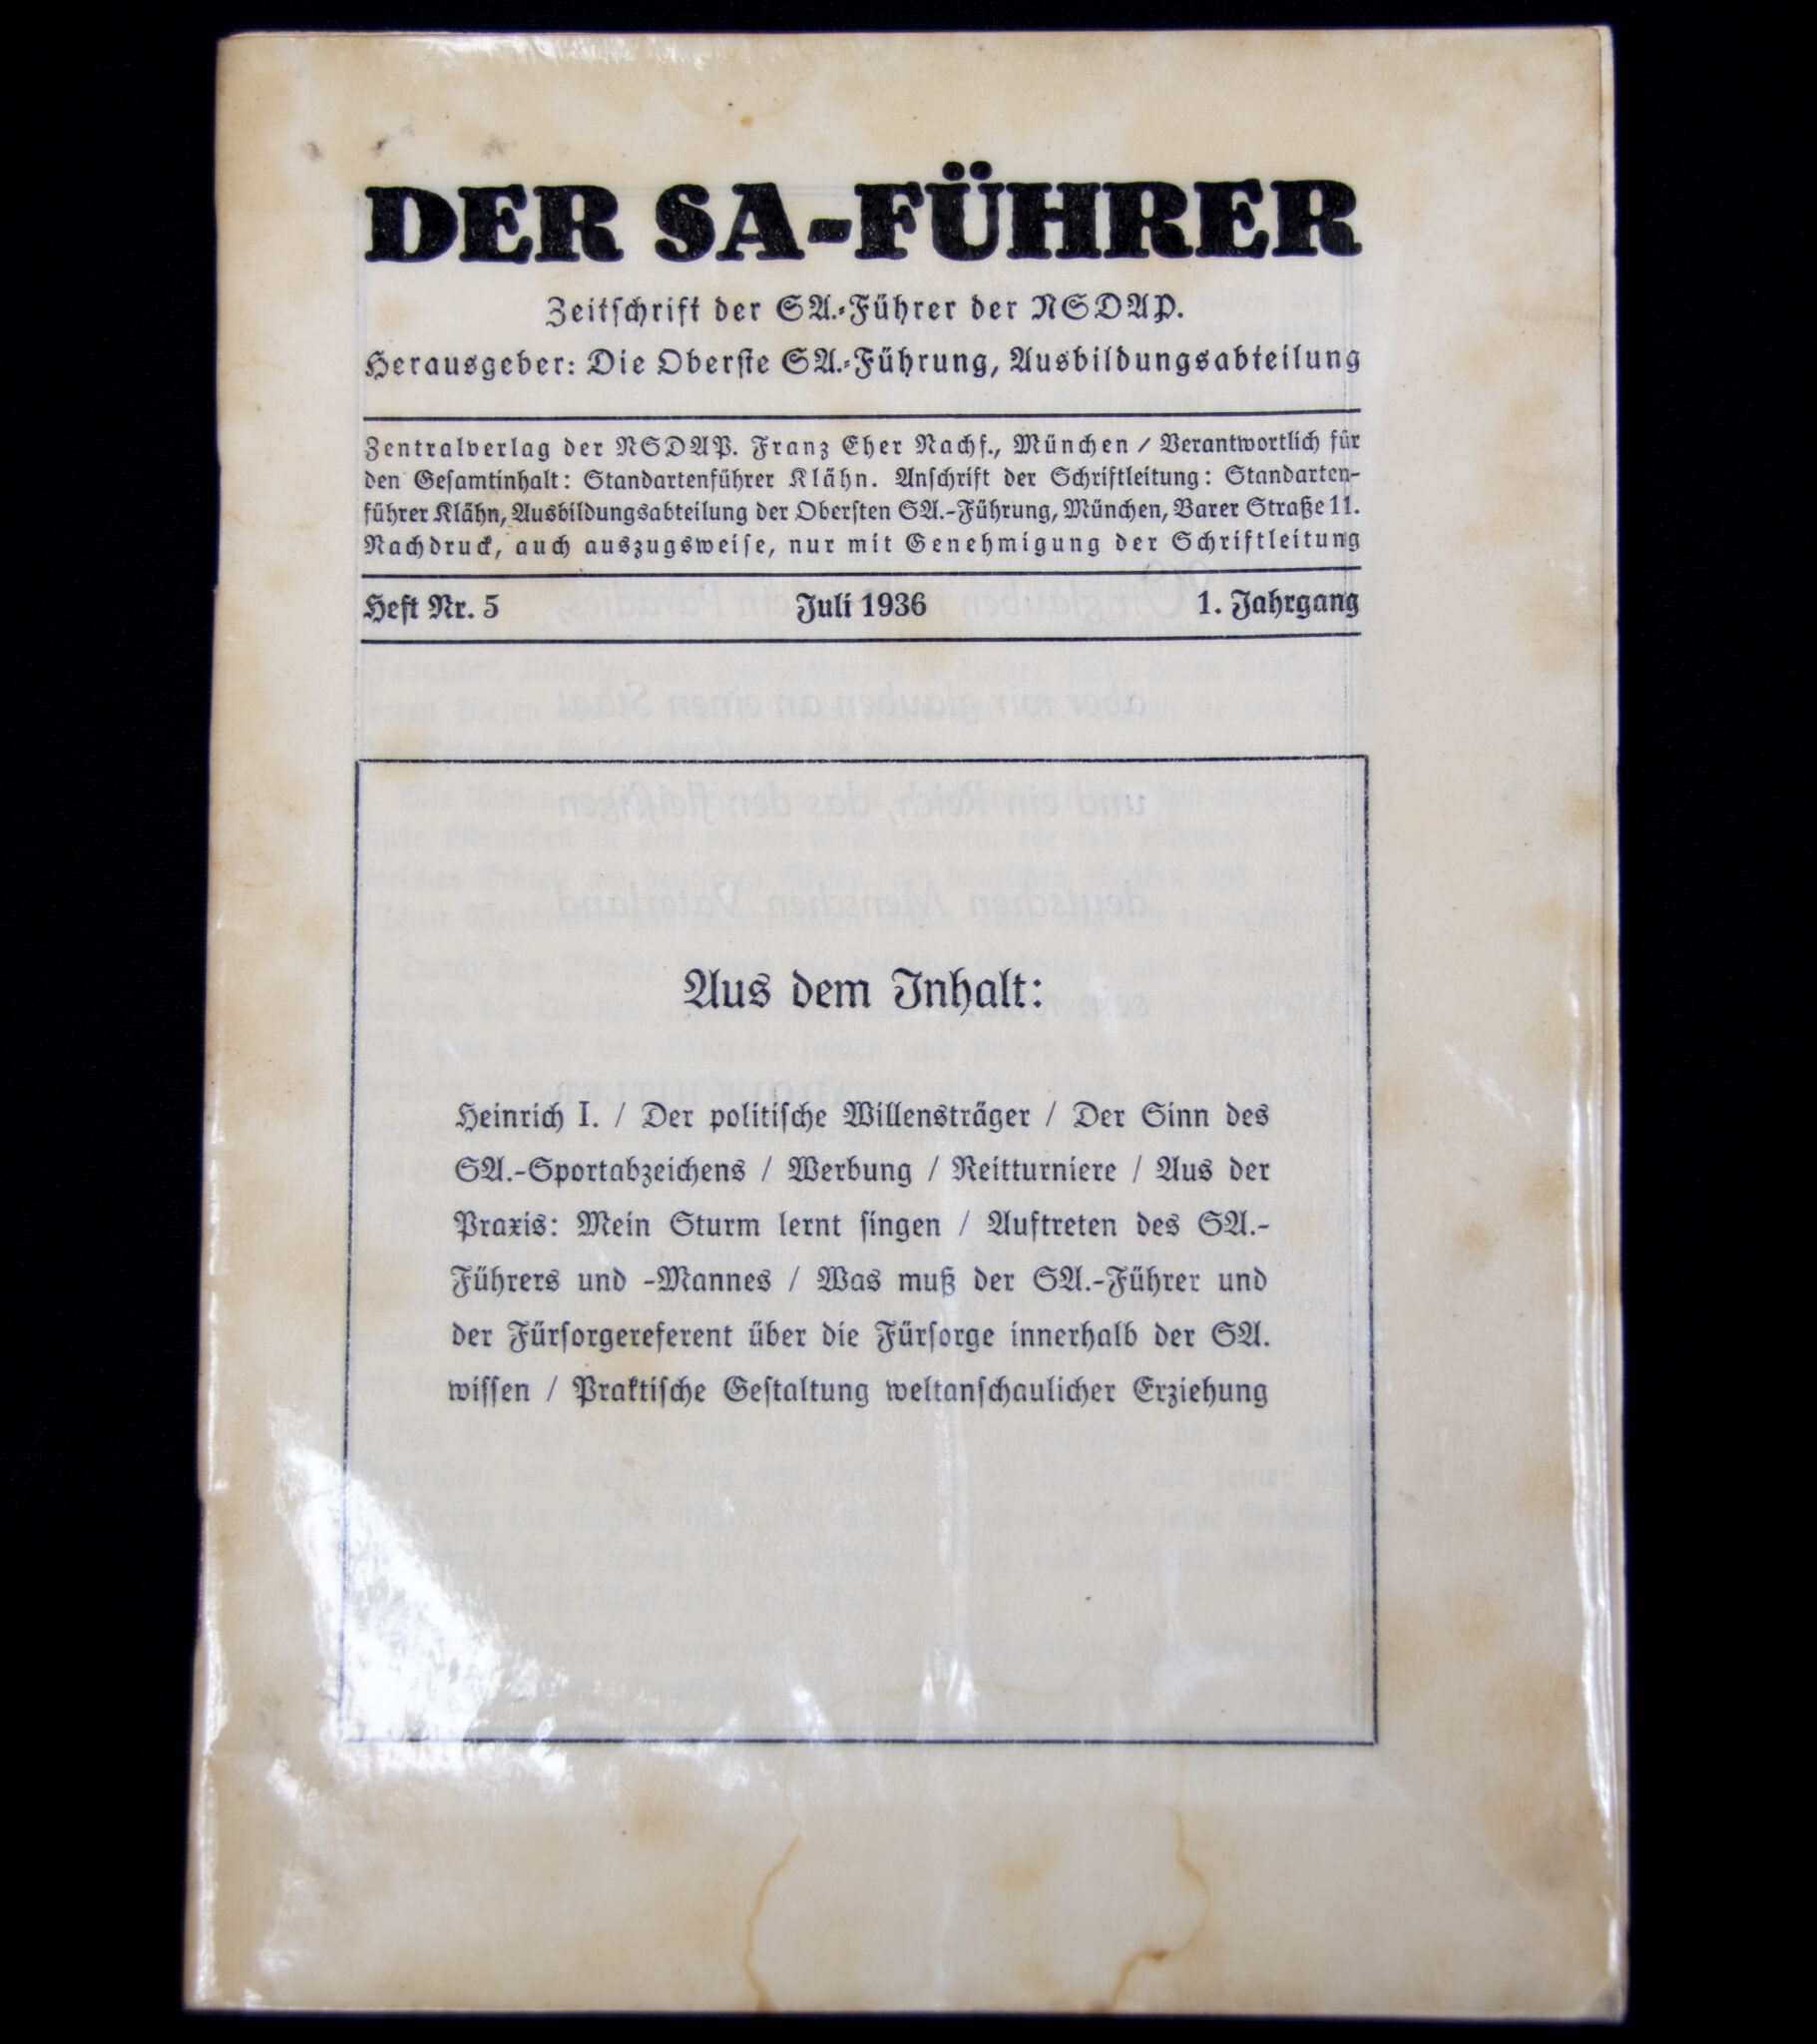 DER SA-FÜHRER
Zeitschrift der SA.-Führer der NSDAP.
Herausgeber: Die Oberste SA.-Führung, Ausbildungsabteilung
Zentralverlag der NSDAP. Franz Eher Nachf., München / Verantwortlich für
den Gesamtinhalt: Standartenführer Klähn. Anschrift der Schriftleitung: Standarten-
führer Klähn, Ausbildungsabteilung der Obersten SA.-Führung, München, Barer Straße 11.
Nachdruck, auch auszugsweise, nur mit Genehmigung der Schriftleitung
Heft Nr. 5 Juli 1936 1. Jahrgang
Aus dem Inhalt:
Heinrich I. / Der politische Willensträger / Der Sinn des
SA.-Sportabzeichens / Werbung / Reitturniere / Aus der
Praxis: Mein Sturm lernt singen / Auftreten des SA.-
Führers und -Mannes / Was muß der SA.-Führer und
der Fürsorgereferent über die Fürsorge innerhalb der SA.
wissen / Praktische Gestaltung weltanschaulicher Erziehung